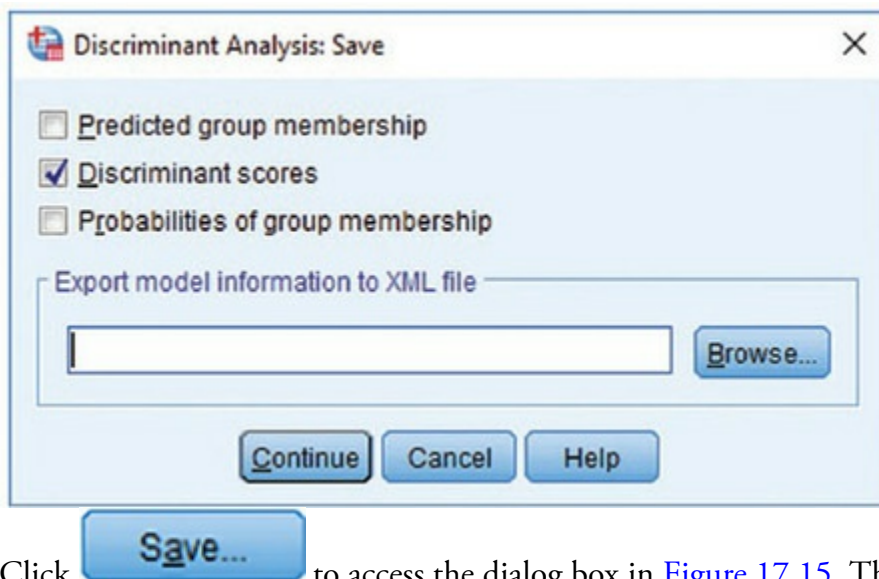 Discriminant Analysis: Save
Predicted group membership
Discriminant scores
Probabilities of group membership
Export model information to XML file
Browse...
Continue Cancel Help
Click Save... to access the dialog box in Figure 17.15. Th